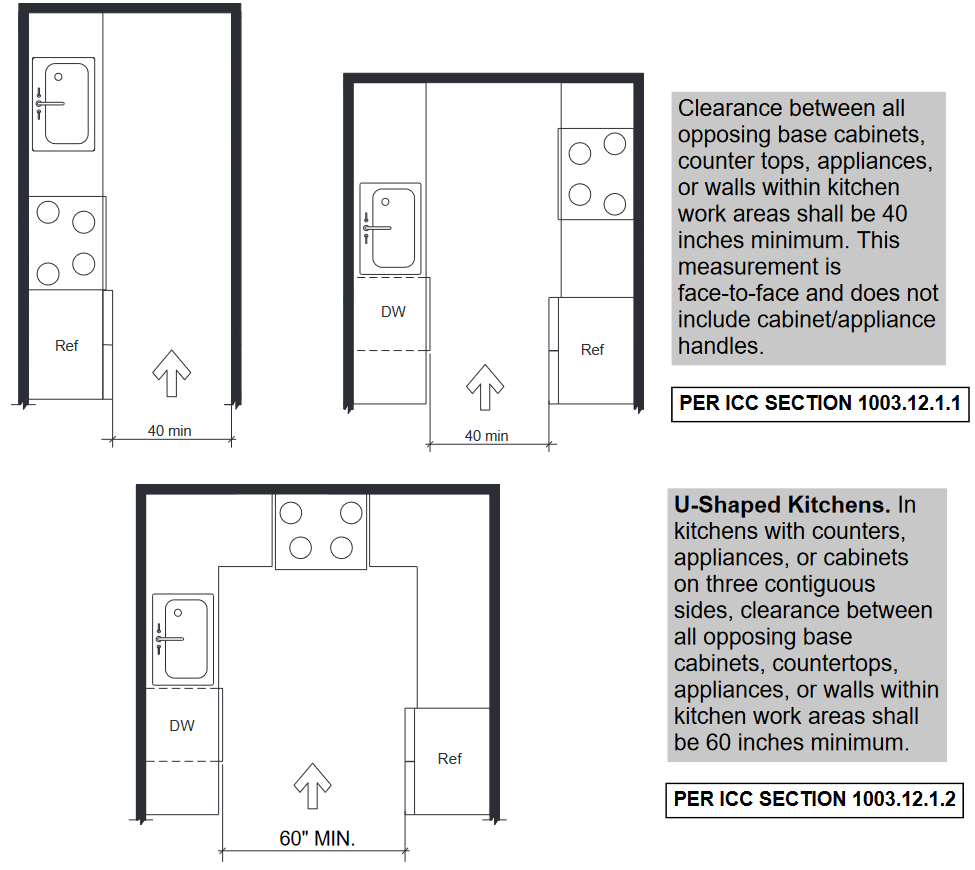 Ref
40 min
DW
Ref
40 min
Clearance between all
opposing base cabinets,
counter tops, appliances,
or walls within kitchen
work areas shall be 40
inches minimum. This
measurement is
face-to-face and does not
include cabinet/appliance
handles.
PER ICC SECTION 1003.12.1.1
DW
Ref
60" MIN.
U-Shaped Kitchens. In
kitchens with counters,
appliances, or cabinets
on three contiguous
sides, clearance between
all opposing base
cabinets, countertops,
appliances, or walls within
kitchen work areas shall
be 60 inches minimum.
PER ICC SECTION 1003.12.1.2